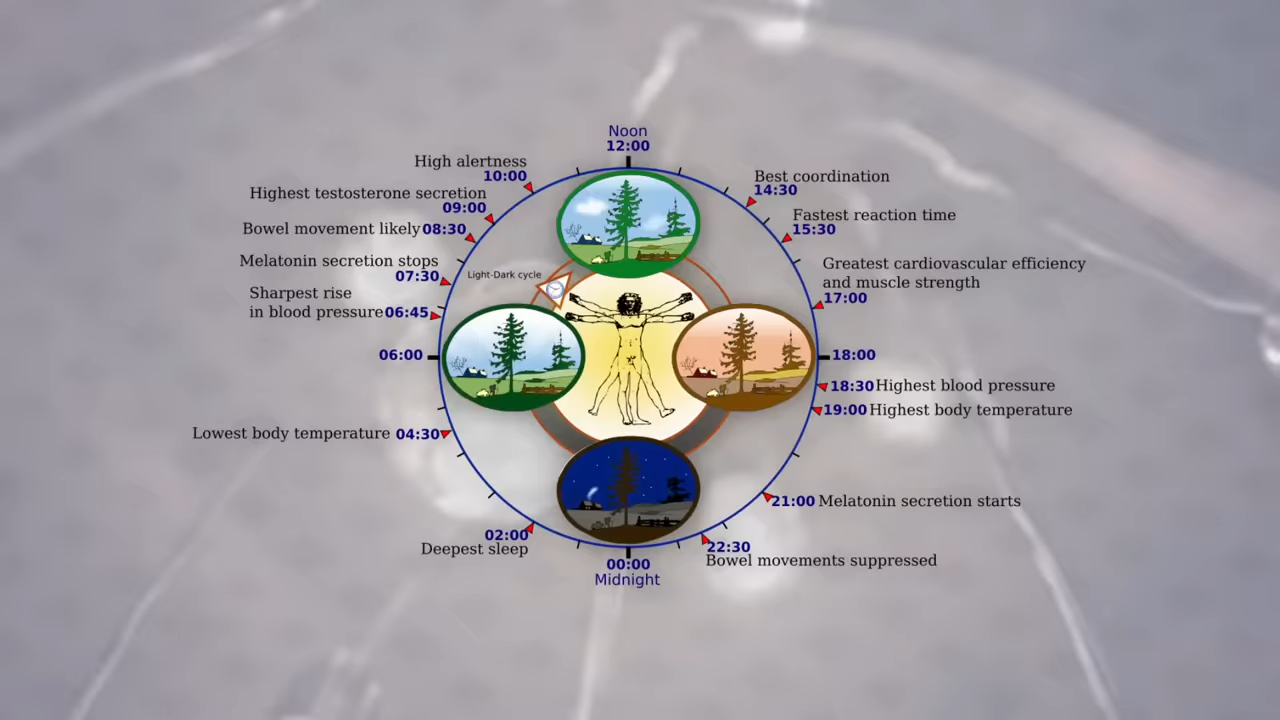 Noon
12:00
High alertness
10:00
Highest testosterone secretion
09:00
Bowel movement likely 08:30
Melatonin secretion stops
07:30
Sharpest rise
in blood pressure 06:45
06:00
Lowest body temperature 04:30
02:00
Deepest sleep
00:00
Midnight
Light-Dark cycle
Best coordination
14:30
Fastest reaction time
15:30
Greatest cardiovascular efficiency
and muscle strength
17:00
18:00
18:30 Highest blood pressure
19:00 Highest body temperature
21:00 Melatonin secretion starts
22:30
Bowel movements suppressed